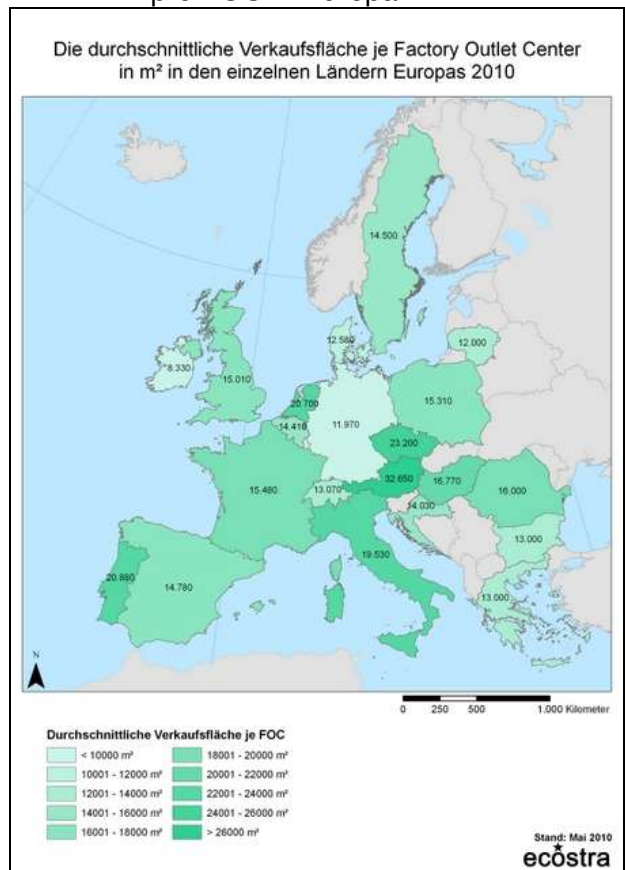 Die durchschnittliche Verkaufsfläche je Factory Outlet Center
in m² in den einzelnen Ländern Europas 2010
14.500
12.580
12.000
8.330
15.010
20.700
15.310
14.410
11.970
23.200
32.650
16.770
16.000
15.480
13.070
14.030
19.530
13.000
20.880
14.780
13.000
N
0 250 500 1.000 Kilometer
Durchschnittliche Verkaufsfläche je FOC
< 10000 m²
10001 - 12000 m²
12001 - 14000 m²
14001 - 16000 m²
16001 - 18000 m²
18001 - 20000 m²
20001 - 22000 m²
22001 - 24000 m²
24001 - 26000 m²
> 26000 m²
Stand: Mai 2010
ecostra